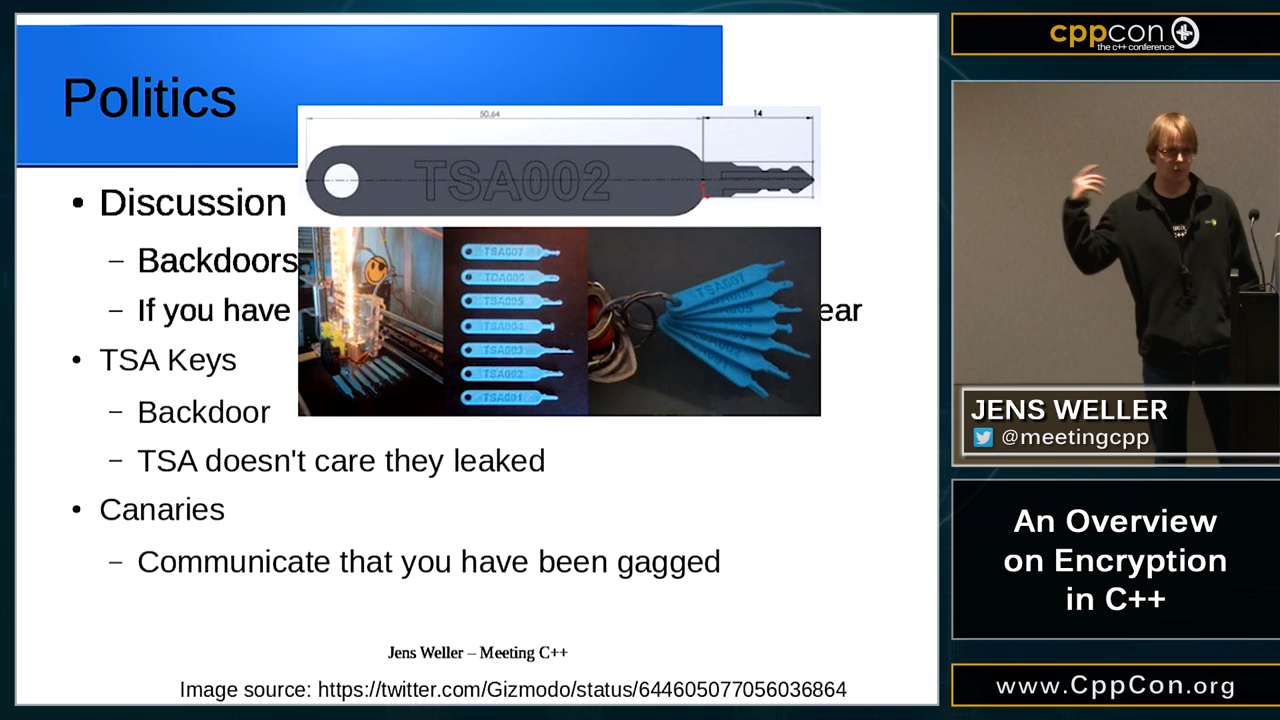 Politics
50.64
14
TSA002
• Discussion
– Backdoors
– If you have
ear
TSA007
TDA006
TSA005
TSA004
TSA003
TSA002
TSA001
TSA007
• TSA Keys
– Backdoor
– TSA doesn't care they leaked
• Canaries
– Communicate that you have been gagged
Jens Weller – Meeting C++
Image source: https://twitter.com/Gizmodo/status/644605077056036864
cppcon
the c++ conference
JENS WELLER
@meetingcpp
An Overview
on Encryption
in C++
www.CppCon.org